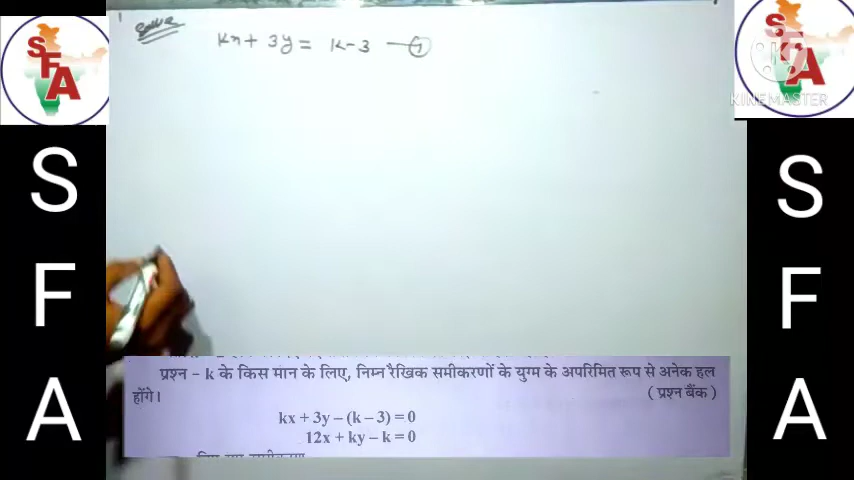 Solve
kx + 3y = k - 3 —①
SFA
SFA
KINEMASTER
S
F
A
S
F
A
प्रश्न - k के किस मान के लिए, निम्न रैखिक समीकरणों के युग्म के अपरिमित रूप से अनेक हल
होंगे। ( प्रश्न बैंक )
kx + 3y – (k – 3) = 0
12x + ky – k = 0